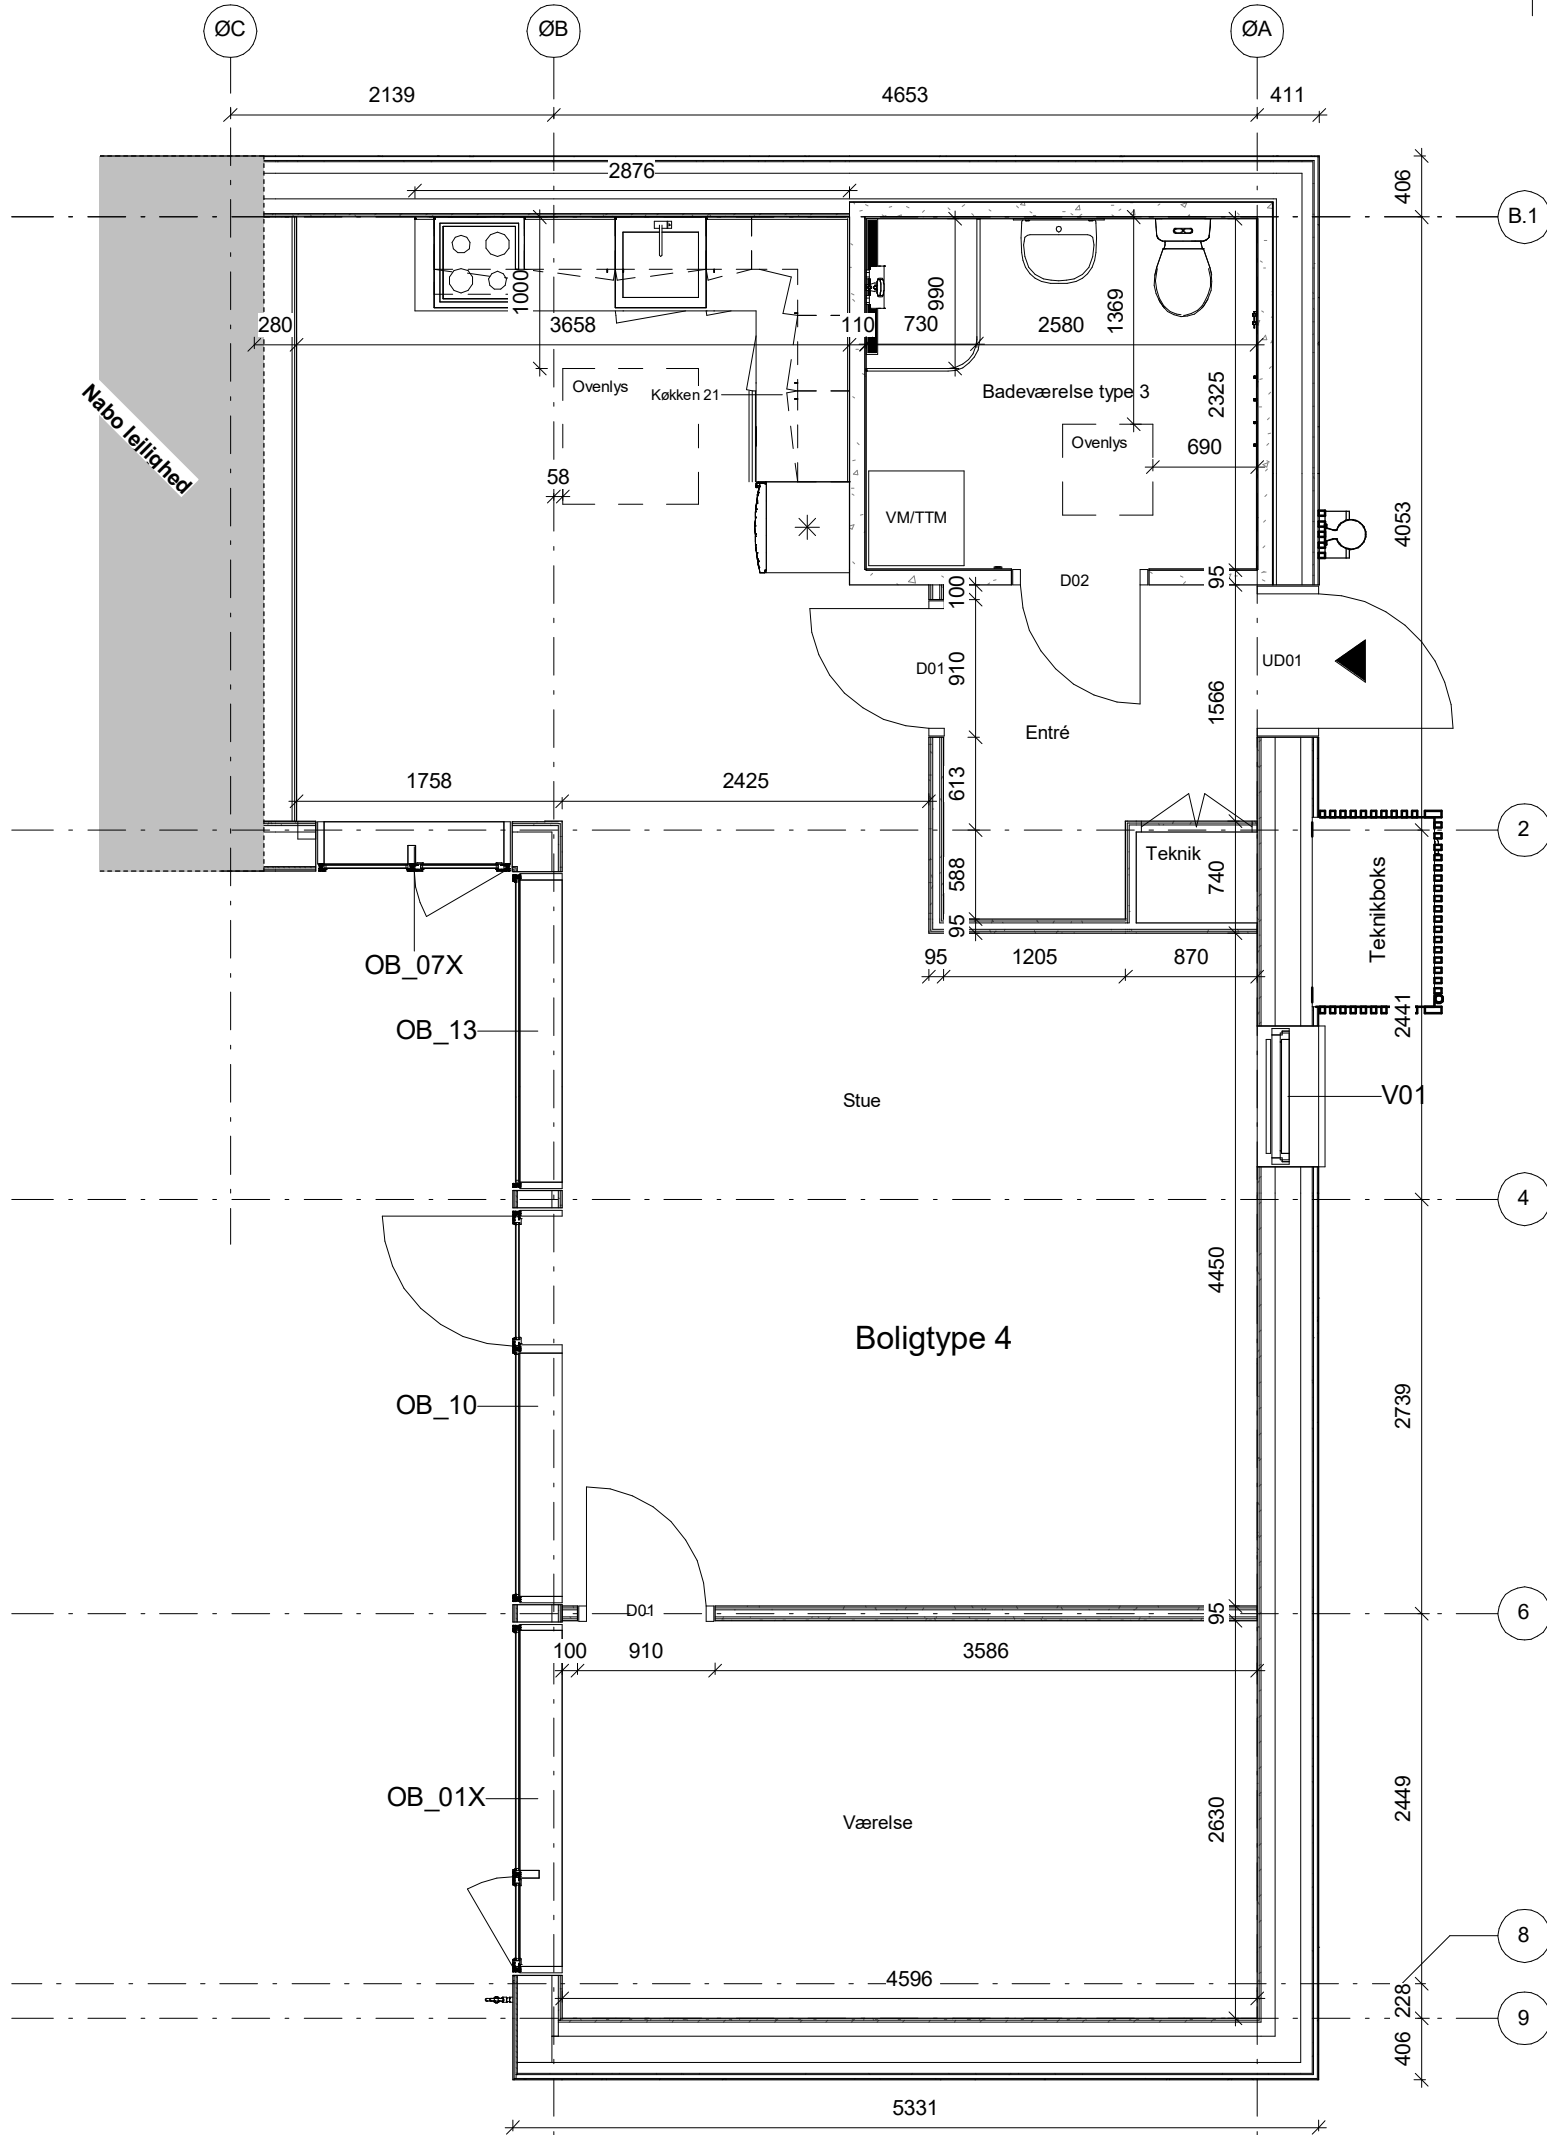 ØC
ØB
ØA
2139
4653
411
406
2876
B.1
1000
990
1369
280
3658
110
730
2580
2325
Nabo lejlighed
Ovenlys
Køkken 21
Badeværelse type 3
Ovenlys
690
58
VM/TTM
4053
D02
95
100
D01
910
UD01
1566
Entré
1758
2425
613
2
Teknik
588
740
Teknikboks
95
95
1205
870
OB_07X
OB_13
2441
Stue
V01
4
4450
Boligtype 4
OB_10
2739
D01
95
6
100
910
3586
OB_01X
2449
Værelse
2630
8
4596
228
9
406
5331